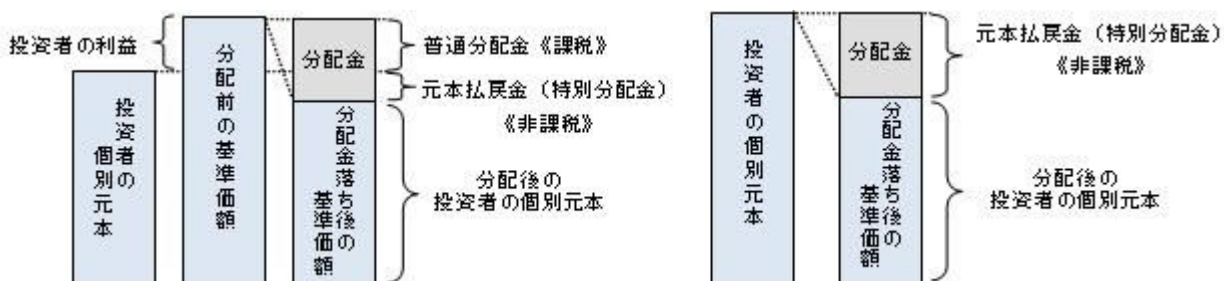 投資者の利益
投資者の
個別元本
分配前の基準価額
分配金
分配金落ち後の
基準価額
普通分配金《課税》
元本払戻金（特別分配金）
《非課税》
分配後の
投資者の個別元本
投資者の個別元本
分配金
分配金落ち後の
基準価額
元本払戻金（特別分配金）
《非課税》
分配後の
投資者の個別元本